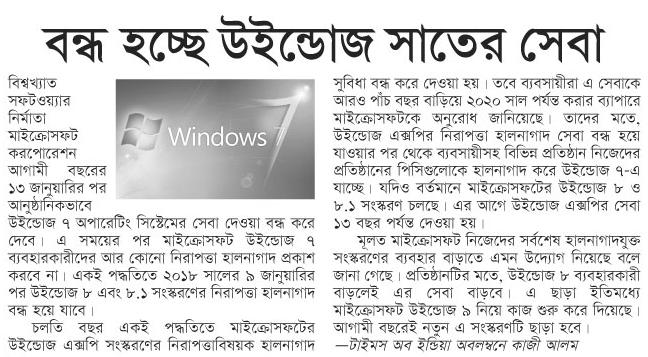 বন্ধ হচ্ছে উইন্ডোজ সাতের সেবা
বিশ্বখ্যাত
সফটওয়্যার
নির্মাতা
মাইক্রোসফট
করপোরেশন
আগামী বছরের
১৩ জানুয়ারির পর
আনুষ্ঠানিকভাবে
উইন্ডোজ ৭ অপারেটিং সিস্টেমের সেবা দেওয়া বন্ধ করে
দেবে। এ সময়ের পর মাইক্রোসফট উইন্ডোজ ৭
ব্যবহারকারীদের আর কোনো নিরাপত্তা হালনাগাদ প্রকাশ
করবে না। একই পদ্ধতিতে ২০১৮ সালের ৯ জানুয়ারির
পর উইন্ডোজ ৮ এবং ৮.১ সংস্করণের নিরাপত্তা হালনাগাদ
বন্ধ হয়ে যাবে।
চলতি বছর একই পদ্ধতিতে মাইক্রোসফটের
উইন্ডোজ এক্সপি সংস্করণের নিরাপত্তাবিষয়ক হালনাগাদ
Windows 7
সুবিধা বন্ধ করে দেওয়া হয়। তবে ব্যবসায়ীরা এ সেবাকে
আরও পাঁচ বছর বাড়িয়ে ২০২০ সাল পর্যন্ত করার ব্যাপারে
মাইক্রোসফটকে অনুরোধ জানিয়েছে। তাদের মতে,
উইন্ডোজ এক্সপির নিরাপত্তা হালনাগাদ সেবা বন্ধ হয়ে
যাওয়ার পর থেকে ব্যবসায়ীসহ বিভিন্ন প্রতিষ্ঠান নিজেদের
প্রতিষ্ঠানের পিসিগুলোকে হালনাগাদ করে উইন্ডোজ ৭-এ
যাচ্ছে। যদিও বর্তমানে মাইক্রোসফটের উইন্ডোজ ৮ ও
৮.১ সংস্করণ চলছে। এর আগে উইন্ডোজ এক্সপির সেবা
১৩ বছর পর্যন্ত দেওয়া হয়।
মূলত মাইক্রোসফট নিজেদের সর্বশেষ হালনাগাদযুক্ত
সংস্করণের ব্যবহার বাড়াতে এমন উদ্যোগ নিয়েছে বলে
জানা গেছে। প্রতিষ্ঠানটির মতে, উইন্ডোজ ৮ ব্যবহারকারী
বাড়লেই এর সেবা বাড়বে। এ ছাড়া ইতিমধ্যে
মাইক্রোসফট উইন্ডোজ ৯ নিয়ে কাজ শুরু করে দিয়েছে।
আগামী বছরেই নতুন এ সংস্করণটি ছাড়া হবে।
—টাইমস অব ইন্ডিয়া অবলম্বনে কাজী আলম